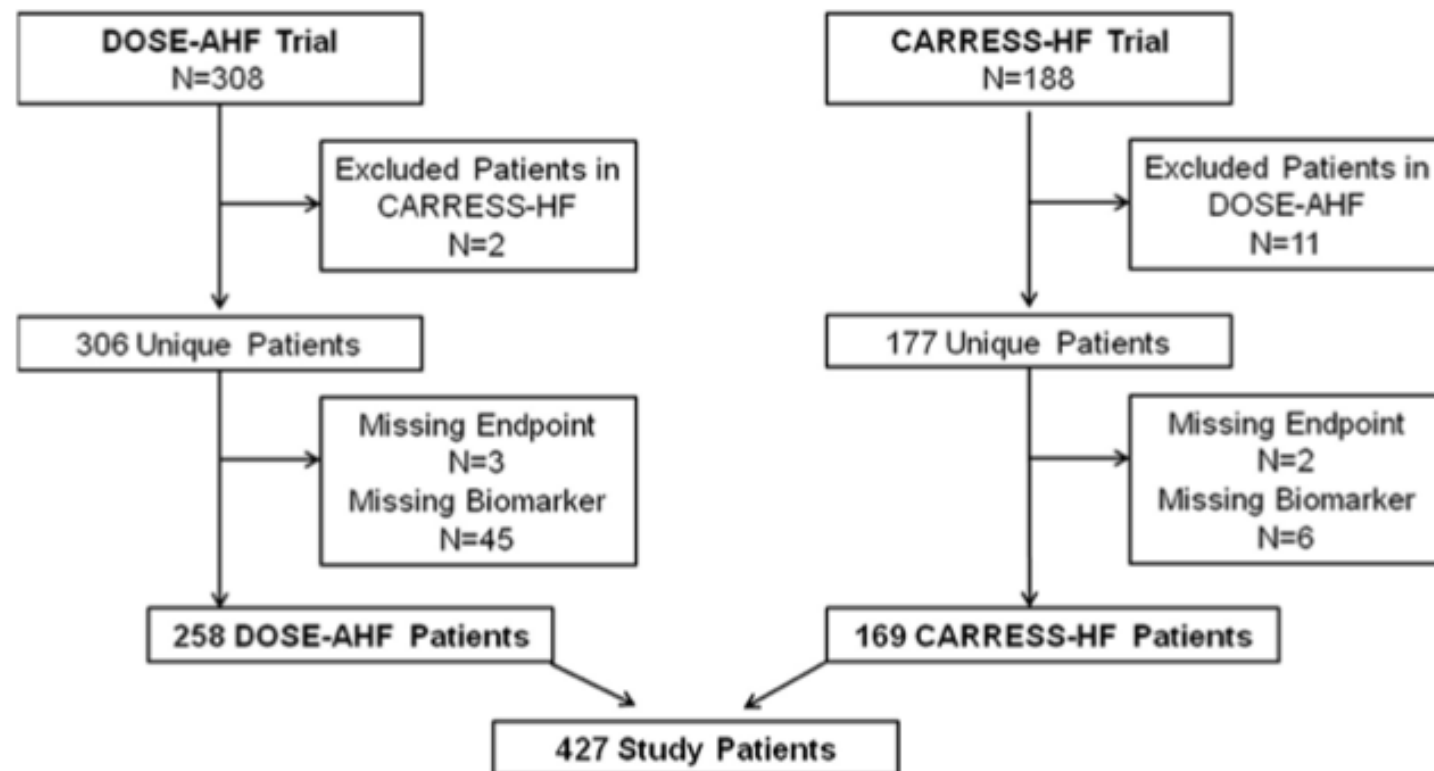 DOSE-AHF Trial
N=308
Excluded Patients in
CARRESS-HF
N=2
306 Unique Patients
Missing Endpoint
N=3
Missing Biomarker
N=45
258 DOSE-AHF Patients
CARRESS-HF Trial
N=188
Excluded Patients in
DOSE-AHF
N=11
177 Unique Patients
Missing Endpoint
N=2
Missing Biomarker
N=6
169 CARRESS-HF Patients
427 Study Patients